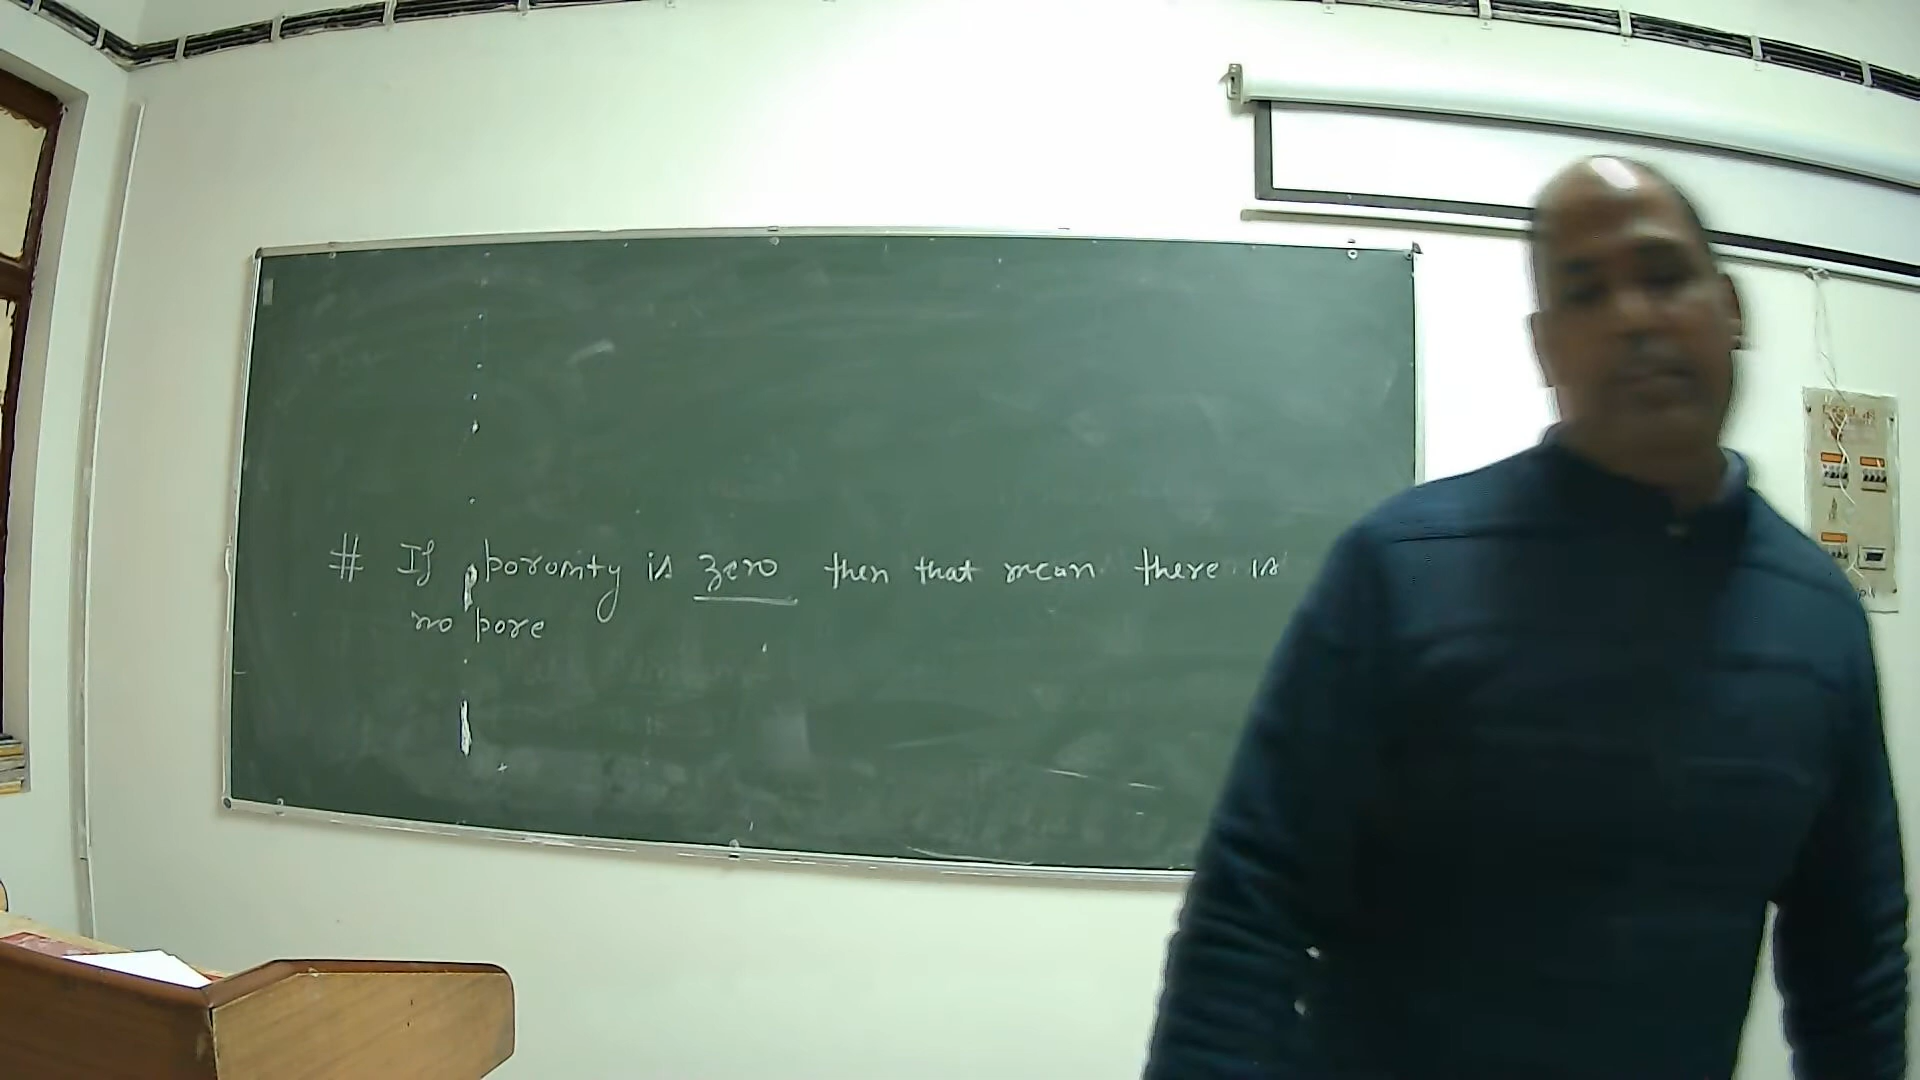 # If porosity is zero then that mean there is
no pore